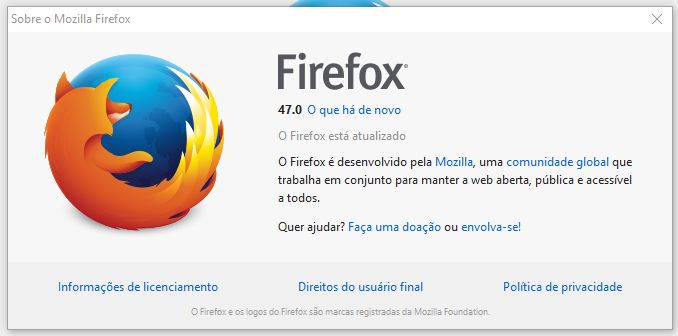 Sobre o Mozilla Firefox
Firefox®
47.0 O que há de novo
O Firefox está atualizado
O Firefox é desenvolvido pela Mozilla, uma comunidade global que
trabalha em conjunto para manter a web aberta, pública e acessível
a todos.
Quer ajudar? Faça uma doação ou envolva-se!
Informações de licenciamento
Direitos do usuário final
Política de privacidade
O Firefox e os logos do Firefox são marcas registradas da Mozilla Foundation.